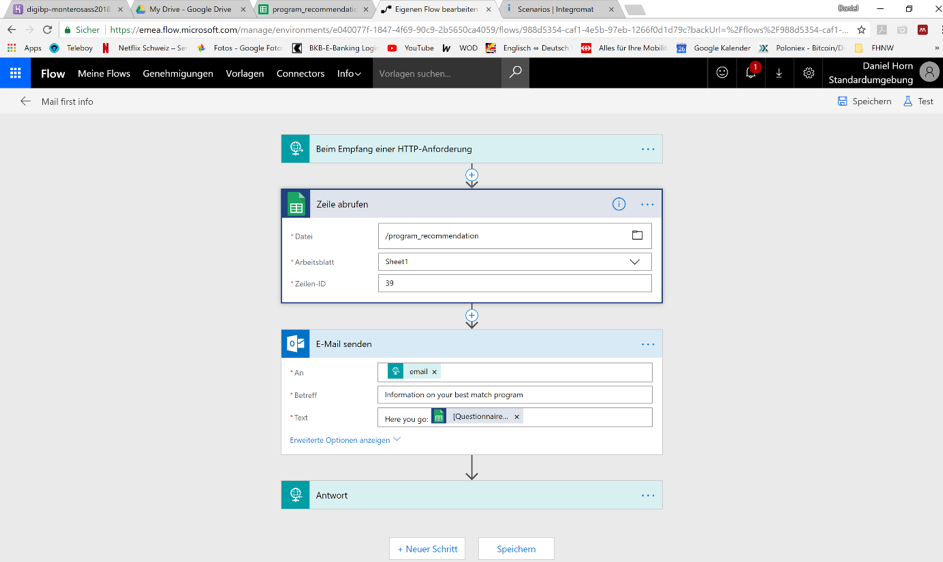 digibp-monterosass2018
My Drive - Google Drive
program_recommendatio
Eigenen Flow bearbeiten
Scenarios | Integromat
Daniel
Sicher
https://emea.flow.microsoft.com/manage/environments/e040077f-1847-4f69-90c9-2b5650ca4059/flows/988d5354-caf1-4e5b-97eb-1266f0d1d79c?backUrl=%2Fflows%2F988d5354-caf1-...
Apps
Teleboy
Netflix Schweiz – Ser
Fotos - Google Foto
BKB-E-Banking Login
YouTube
WOD
Englisch ⇔ Deutsch
Alles für Ihre Mobilit
Google Kalender
Poloniex - Bitcoin/Di
FHNW
»
Flow
Meine Flows
Genehmigungen
Vorlagen
Connectors
Info
Vorlagen suchen...
1
Daniel Horn
Standardumgebung
Mail first info
Speichern
Test
Beim Empfang einer HTTP-Anforderung
Zeile abrufen
* Datei
/program_recommendation
* Arbeitsblatt
Sheet1
* Zeilen-ID
39
E-Mail senden
* An
email ×
* Betreff
Information on your best match program
* Text
Here you go: [Questionnaire... ×
Erweiterte Optionen anzeigen
Antwort
+ Neuer Schritt
Speichern